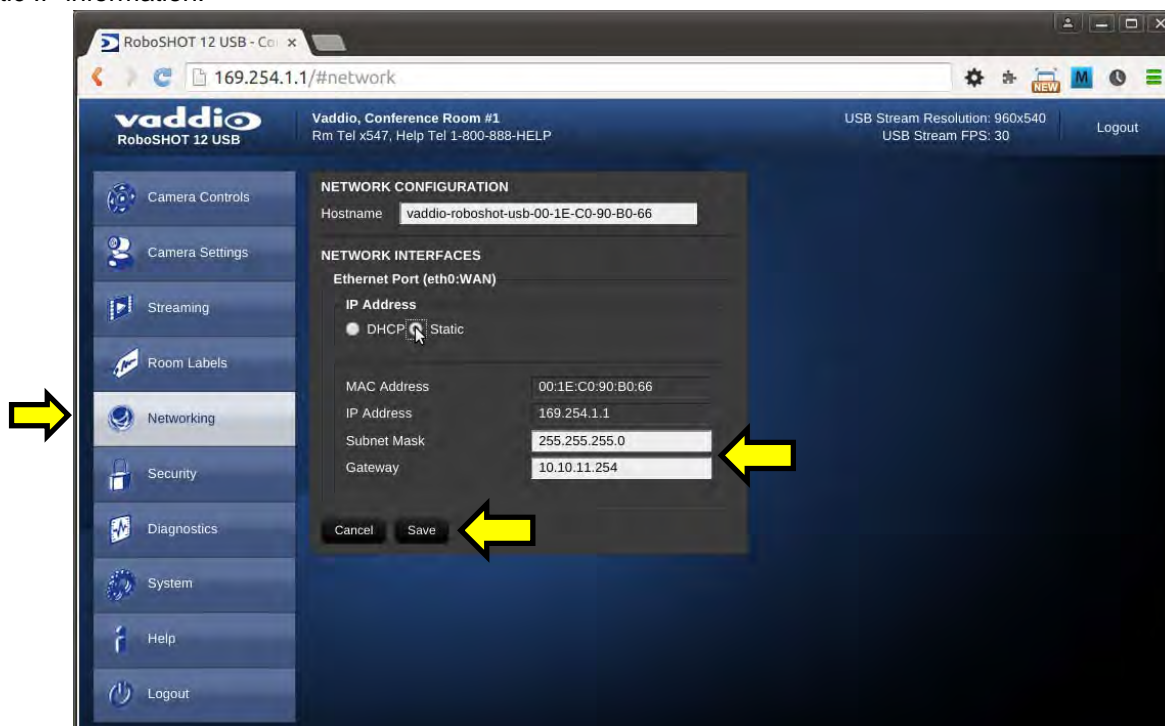 RoboSHOT 12 USB - Co
169.254.1.1/#network
NEW
M
vaddio
RoboSHOT 12 USB
Vaddio, Conference Room #1
Rm Tel x547, Help Tel 1-800-888-HELP
USB Stream Resolution: 960x540
USB Stream FPS: 30
Logout
Camera Controls
Camera Settings
Streaming
Room Labels
Networking
Security
Diagnostics
System
Help
Logout
NETWORK CONFIGURATION
Hostname vaddio-roboshot-usb-00-1E-C0-90-B0-66
NETWORK INTERFACES
Ethernet Port (eth0:WAN)
IP Address
DHCP Static
MAC Address 00:1E:C0:90:B0:66
IP Address 169.254.1.1
Subnet Mask 255.255.255.0
Gateway 10.10.11.254
Cancel Save